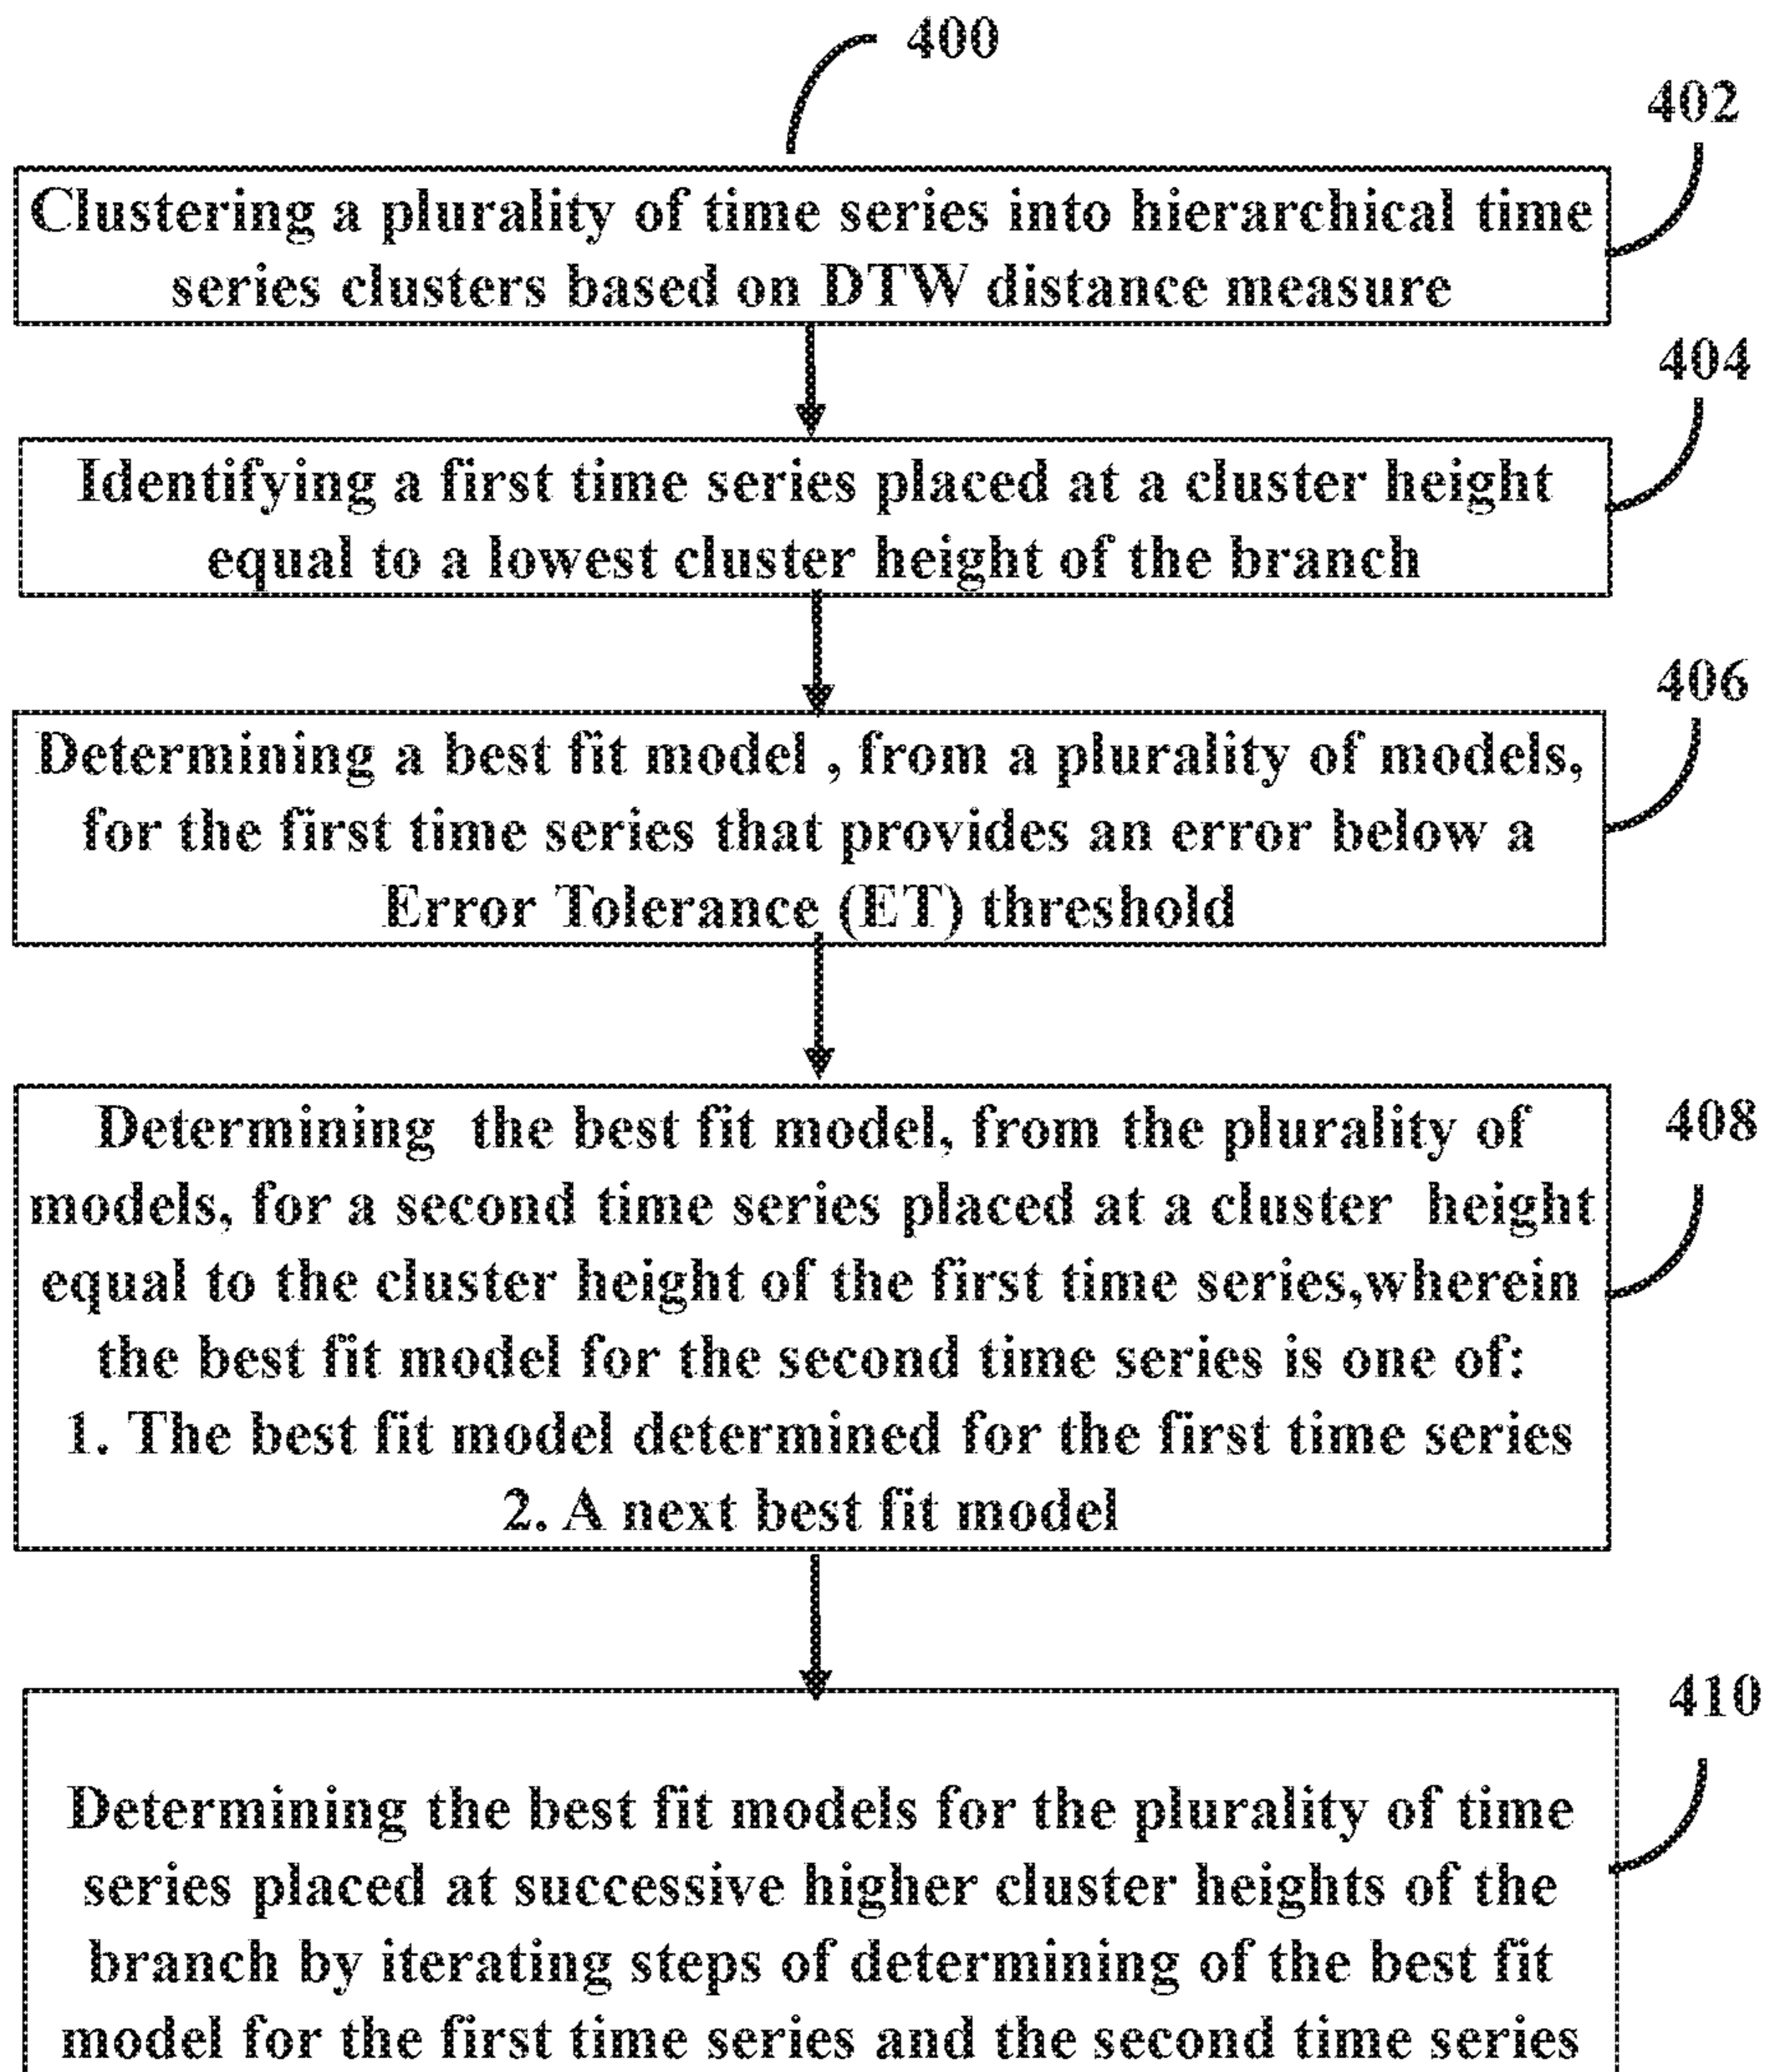 400
402
Clustering a plurality of time series into hierarchical time
series clusters based on DTW distance measure
404
Identifying a first time series placed at a cluster height
equal to a lowest cluster height of the branch
406
Determining a best fit model , from a plurality of models,
for the first time series that provides an error below a
Error Tolerance (ET) threshold
408
Determining the best fit model, from the plurality of
models, for a second time series placed at a cluster height
equal to the cluster height of the first time series,wherein
the best fit model for the second time series is one of:
1. The best fit model determined for the first time series
2. A next best fit model
410
Determining the best fit models for the plurality of time
series placed at successive higher cluster heights of the
branch by iterating steps of determining of the best fit
model for the first time series and the second time series